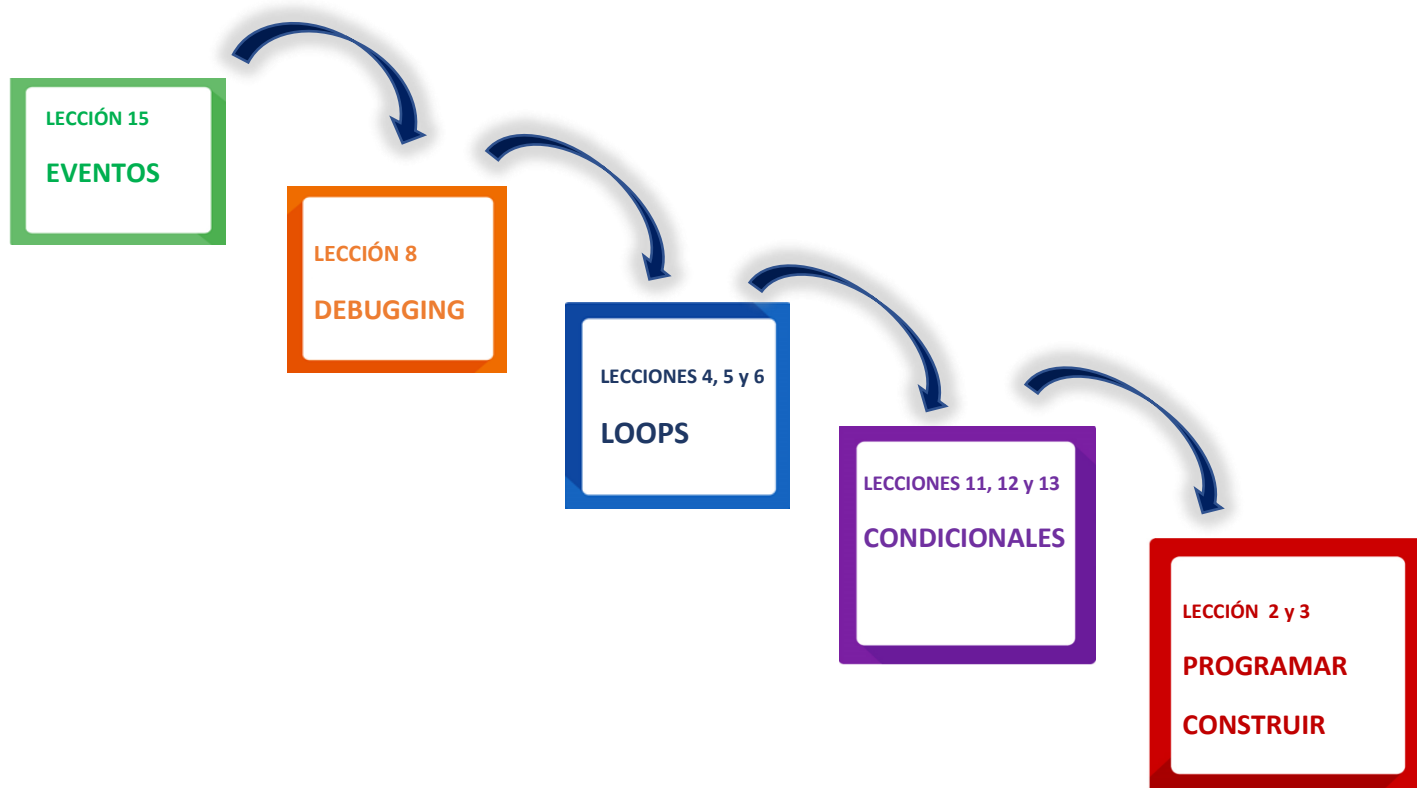 LECCIÓN 15
EVENTOS
LECCIÓN 8
DEBUGGING
LECCIONES 4, 5 y 6
LOOPS
LECCIONES 11, 12 y 13
CONDICIONALES
LECCIÓN 2 y 3
PROGRAMAR
CONSTRUIR